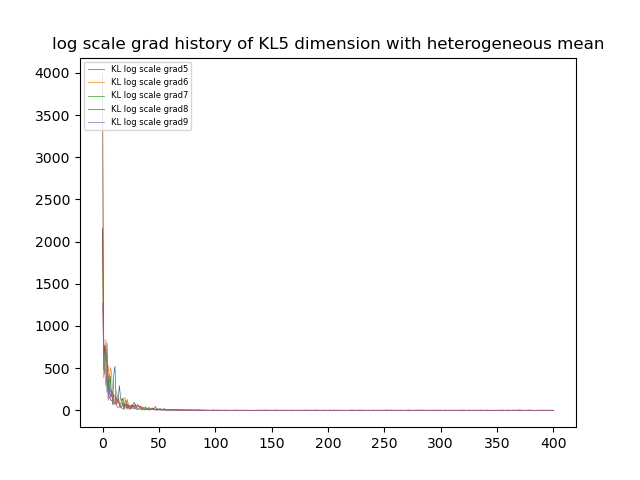 log scale grad history of KL5 dimension with heterogeneous mean
KL log scale grad5
KL log scale grad6
KL log scale grad7
KL log scale grad8
KL log scale grad9
4000
3500
3000
2500
2000
1500
1000
500
0
0 50 100 150 200 250 300 350 400